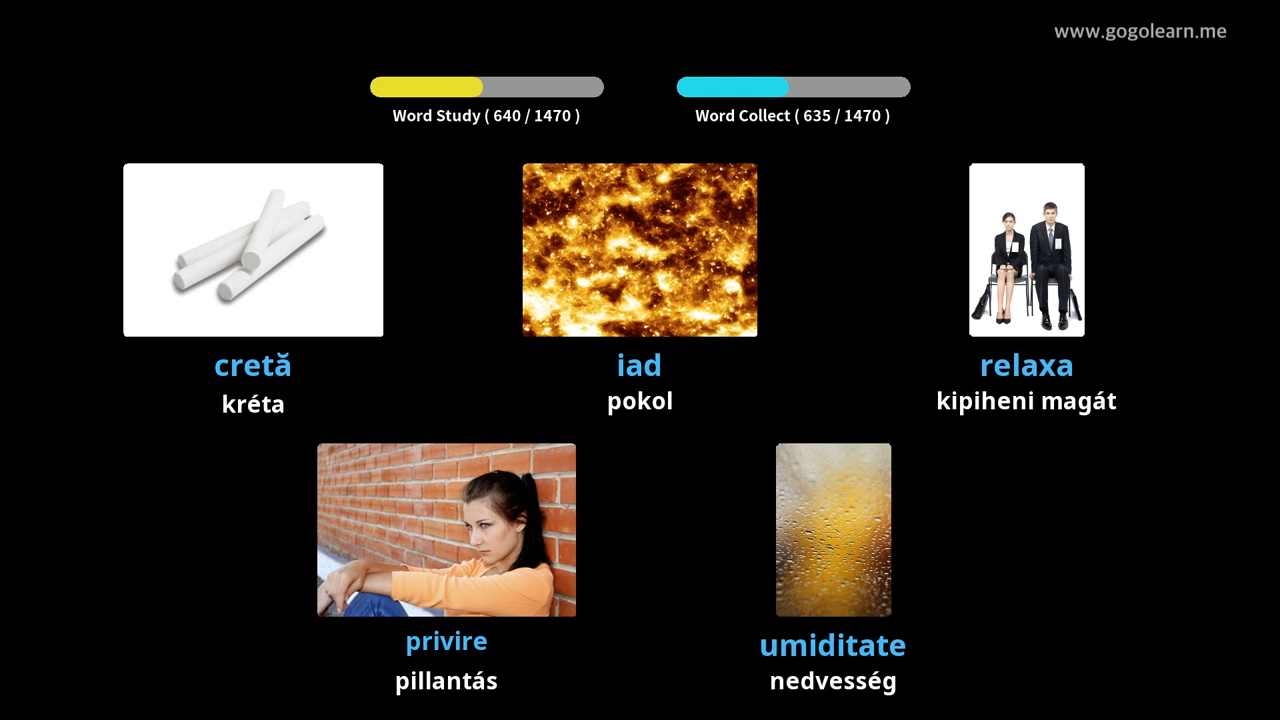 www.gogolearn.me
Word Study ( 640 / 1470 )
Word Collect ( 635 / 1470 )
cretă
iad
relaxa
kréta
pokol
kipiheni magát
privire
umiditate
pillantás
nedvesség